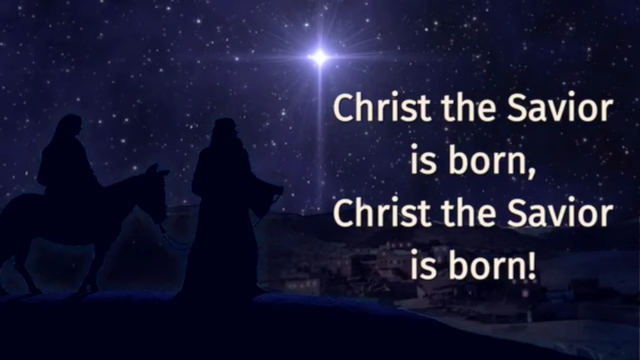 Christ the Savior
is born,
Christ the Savior
is born!